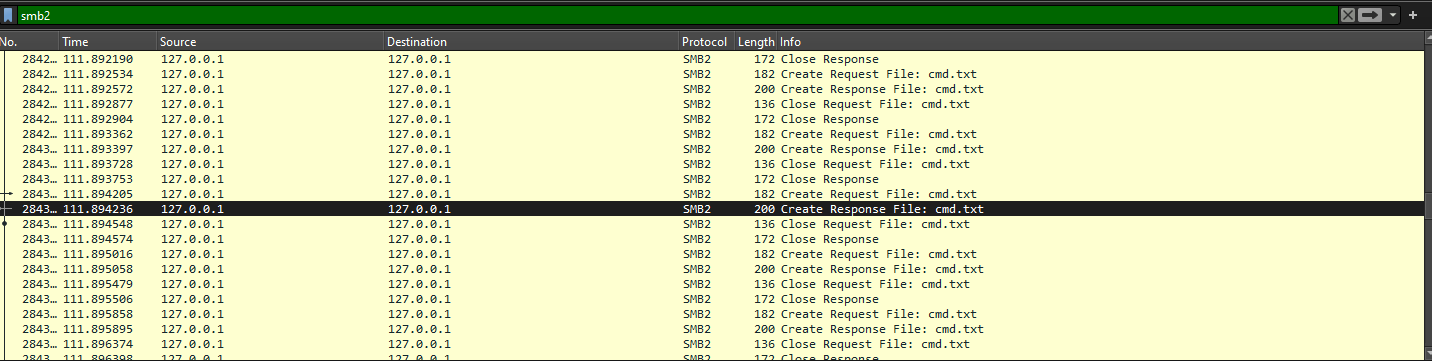 smb2
No. Time Source Destination Protocol Length Info
2842… 111.892190 127.0.0.1 127.0.0.1 SMB2 172 Close Response
2842… 111.892534 127.0.0.1 127.0.0.1 SMB2 182 Create Request File: cmd.txt
2842… 111.892572 127.0.0.1 127.0.0.1 SMB2 200 Create Response File: cmd.txt
2842… 111.892877 127.0.0.1 127.0.0.1 SMB2 136 Close Request File: cmd.txt
2842… 111.892904 127.0.0.1 127.0.0.1 SMB2 172 Close Response
2842… 111.893362 127.0.0.1 127.0.0.1 SMB2 182 Create Request File: cmd.txt
2843… 111.893397 127.0.0.1 127.0.0.1 SMB2 200 Create Response File: cmd.txt
2843… 111.893728 127.0.0.1 127.0.0.1 SMB2 136 Close Request File: cmd.txt
2843… 111.893753 127.0.0.1 127.0.0.1 SMB2 172 Close Response
2843… 111.894205 127.0.0.1 127.0.0.1 SMB2 182 Create Request File: cmd.txt
2843… 111.894236 127.0.0.1 127.0.0.1 SMB2 200 Create Response File: cmd.txt
2843… 111.894548 127.0.0.1 127.0.0.1 SMB2 136 Close Request File: cmd.txt
2843… 111.894574 127.0.0.1 127.0.0.1 SMB2 172 Close Response
2843… 111.895016 127.0.0.1 127.0.0.1 SMB2 182 Create Request File: cmd.txt
2843… 111.895058 127.0.0.1 127.0.0.1 SMB2 200 Create Response File: cmd.txt
2843… 111.895479 127.0.0.1 127.0.0.1 SMB2 136 Close Request File: cmd.txt
2843… 111.895506 127.0.0.1 127.0.0.1 SMB2 172 Close Response
2843… 111.895858 127.0.0.1 127.0.0.1 SMB2 182 Create Request File: cmd.txt
2843… 111.895895 127.0.0.1 127.0.0.1 SMB2 200 Create Response File: cmd.txt
2843… 111.896374 127.0.0.1 127.0.0.1 SMB2 136 Close Request File: cmd.txt
2843… 111.896398 127.0.0.1 127.0.0.1 SMB2 172 Close Response